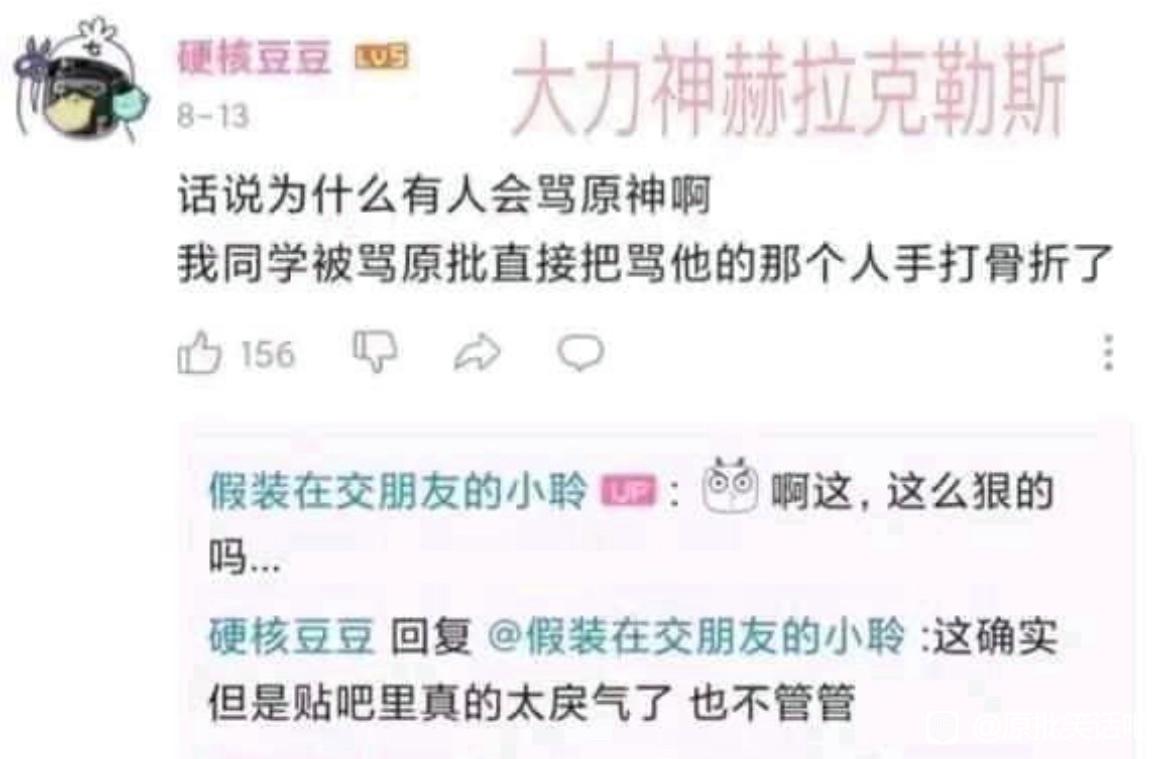 硬核豆豆 LV5
大力神赫拉克勒斯
8-13
话说为什么有人会骂原神啊
我同学被骂原批直接把骂他的那个人手打骨折了
156
假装在交朋友的小聆 UP : 啊这，这么狠的
吗...
硬核豆豆 回复 @假装在交朋友的小聆 :这确实
但是贴吧里真的太戾气了 也不管管